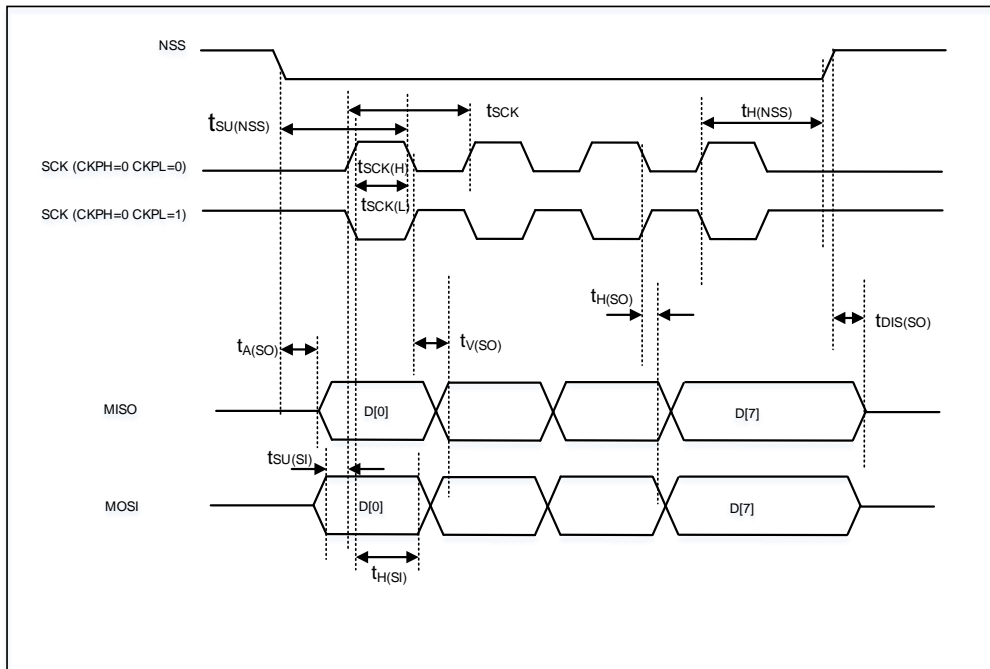 NSS
tSCK
tSU(NSS)
tH(NSS)
SCK (CKPH=0 CKPL=0)
tSCK(H)
tSCK(L)
SCK (CKPH=0 CKPL=1)
tH(SO)
tDIS(SO)
tA(SO)
tV(SO)
MISO
D[0]
D[7]
tSU(SI)
MOSI
D[0]
D[7]
tH(SI)